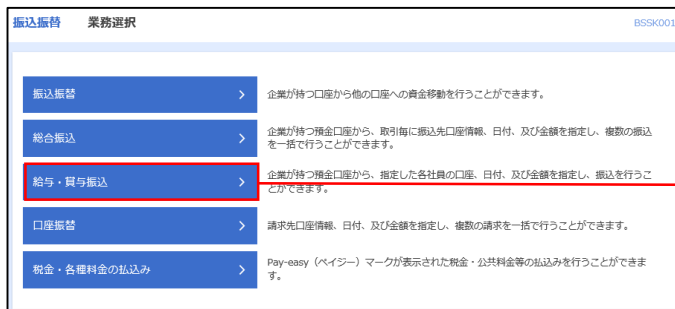 振込振替 業務選択 BSSK001
振込振替 企業が持つ口座から他の口座への資金移動を行うことができます。
総合振込 企業が持つ預金口座から、取引毎に振込先口座情報、日付、及び金額を指定し、複数の振込
を一括で行うことができます。
給与・賞与振込 企業が持つ預金口座から、指定した各社員の口座、日付、及び金額を指定し、振込を行うこ
とができます。
口座振替 請求先口座情報、日付、及び金額を指定し、複数の請求を一括で行うことができます。
税金・各種料金の払込み Pay-easy（ペイジー）マークが表示された税金・公共料金等の払込みを行うことができま
す。